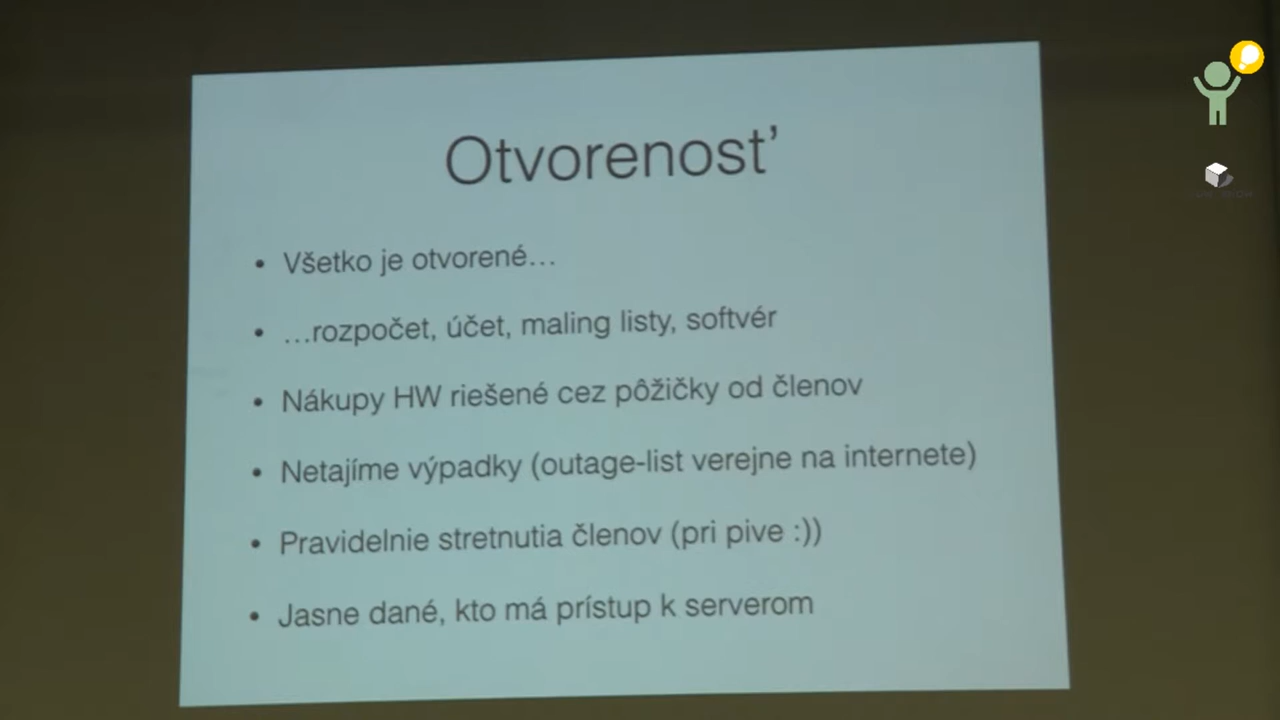 Otvorenosť
• Všetko je otvorené…
• …rozpočet, účet, maling listy, softvér
• Nákupy HW riešené cez pôžičky od členov
• Netajíme výpadky (outage-list verejne na internete)
• Pravidelnie stretnutia členov (pri pive :))
• Jasne dané, kto má prístup k serverom